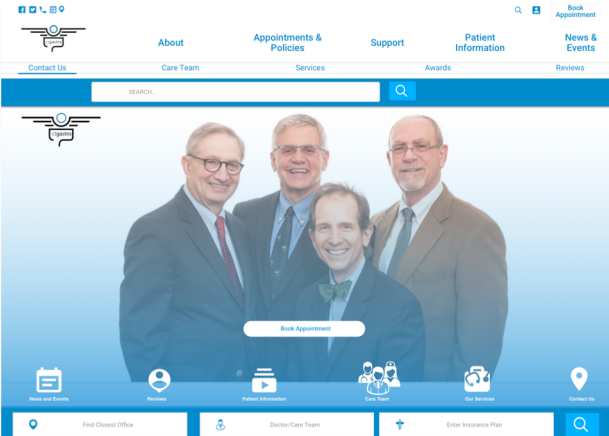 Book
Appointment
ctgastro
About
Appointments &
Policies
Support
Patient
Information
News &
Events
Contact Us
Care Team
Services
Awards
Reviews
SEARCH...
ctgastro
Book Appointment
News and Events
Reviews
Patient Information
Care Team
Our Services
Contact Us
Find Closest Office
Doctor/Care Team
Enter Insurance Plan